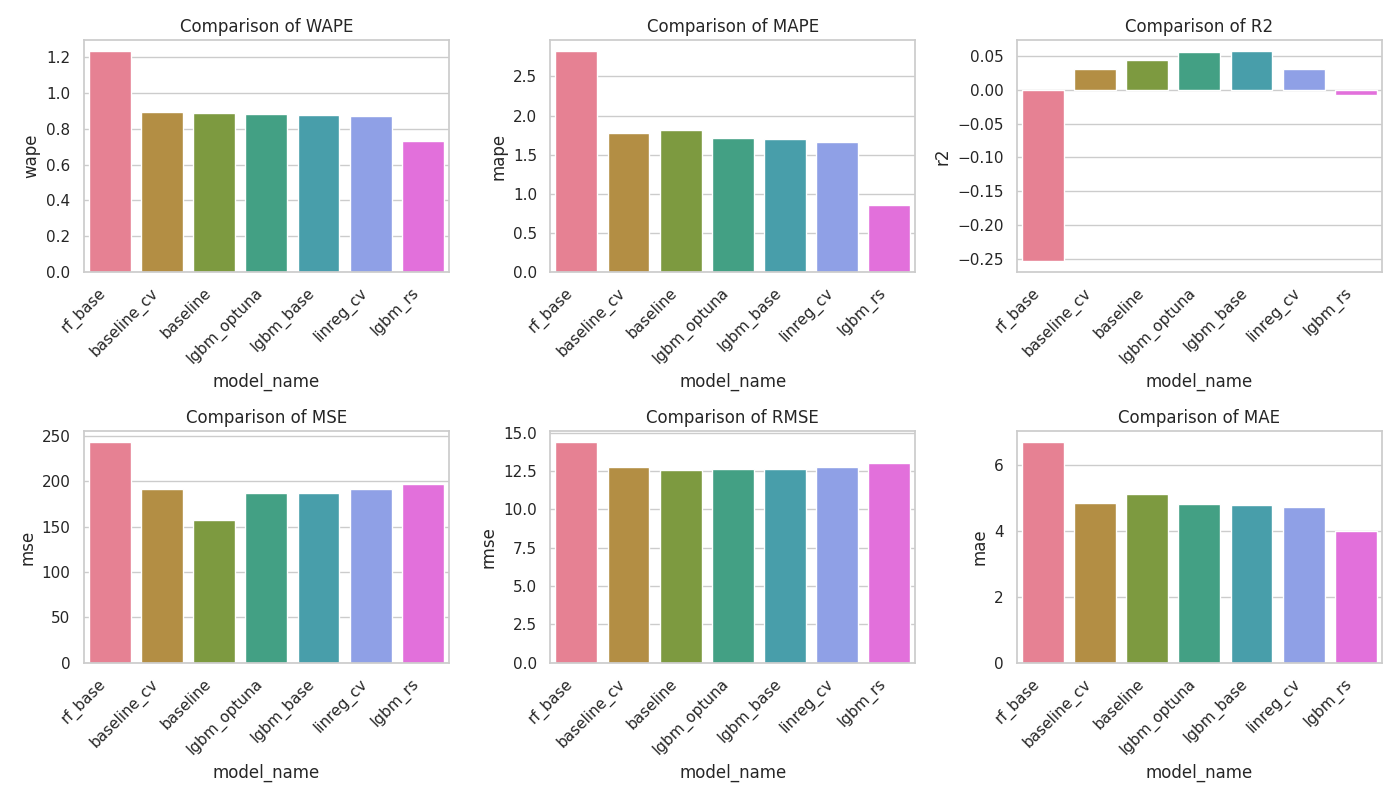 Comparison of WAPE
1.2
1.0
0.8
0.6
0.4
0.2
0.0
wape
rf_base
baseline_cv
baseline
lgbm_optuna
lgbm_base
linreg_cv
lgbm_rs
model_name
Comparison of MAPE
2.5
2.0
1.5
1.0
0.5
0.0
mape
rf_base
baseline_cv
baseline
lgbm_optuna
lgbm_base
linreg_cv
lgbm_rs
model_name
Comparison of R2
0.05
0.00
−0.05
−0.10
−0.15
−0.20
−0.25
r2
rf_base
baseline_cv
baseline
lgbm_optuna
lgbm_base
linreg_cv
lgbm_rs
model_name
Comparison of MSE
250
200
150
100
50
0
mse
rf_base
baseline_cv
baseline
lgbm_optuna
lgbm_base
linreg_cv
lgbm_rs
model_name
Comparison of RMSE
15.0
12.5
10.0
7.5
5.0
2.5
0.0
rmse
rf_base
baseline_cv
baseline
lgbm_optuna
lgbm_base
linreg_cv
lgbm_rs
model_name
Comparison of MAE
6
4
2
0
mae
rf_base
baseline_cv
baseline
lgbm_optuna
lgbm_base
linreg_cv
lgbm_rs
model_name